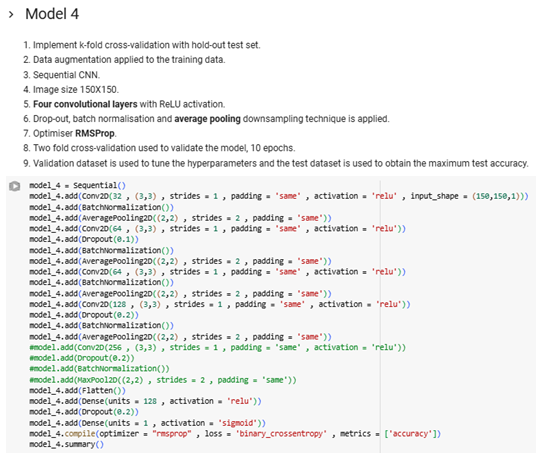 Model 4
1. Implement k-fold cross-validation with hold-out test set.
2. Data augmentation applied to the training data.
3. Sequential CNN.
4. Image size 150X150.
5. Four convolutional layers with ReLU activation.
6. Drop-out, batch normalisation and average pooling downsampling technique is applied.
7. Optimiser RMSProp.
8. Two fold cross-validation used to validate the model, 10 epochs.
9. Validation dataset is used to tune the hyperparameters and the test dataset is used to obtain the maximum test accuracy.
model_4 = Sequential()
model_4.add(Conv2D(32 , (3,3) , strides = 1 , padding = 'same' , activation = 'relu' , input_shape = (150,150,1)))
model_4.add(BatchNormalization())
model_4.add(AveragePooling2D((2,2) , strides = 2 , padding = 'same'))
model_4.add(Conv2D(64 , (3,3) , strides = 1 , padding = 'same' , activation = 'relu'))
model_4.add(Dropout(0.1))
model_4.add(BatchNormalization())
model_4.add(AveragePooling2D((2,2) , strides = 2 , padding = 'same'))
model_4.add(Conv2D(64 , (3,3) , strides = 1 , padding = 'same' , activation = 'relu'))
model_4.add(BatchNormalization())
model_4.add(AveragePooling2D((2,2) , strides = 2 , padding = 'same'))
model_4.add(Conv2D(128 , (3,3) , strides = 1 , padding = 'same' , activation = 'relu'))
model_4.add(Dropout(0.2))
model_4.add(BatchNormalization())
model_4.add(AveragePooling2D((2,2) , strides = 2 , padding = 'same'))
#model.add(Conv2D(256 , (3,3) , strides = 1 , padding = 'same' , activation = 'relu'))
#model.add(Dropout(0.2))
#model.add(BatchNormalization())
#model.add(MaxPool2D((2,2) , strides = 2 , padding = 'same'))
model_4.add(Flatten())
model_4.add(Dense(units = 128 , activation = 'relu'))
model_4.add(Dropout(0.2))
model_4.add(Dense(units = 1 , activation = 'sigmoid'))
model_4.compile(optimizer = "rmsprop" , loss = 'binary_crossentropy' , metrics = ['accuracy'])
model_4.summary()